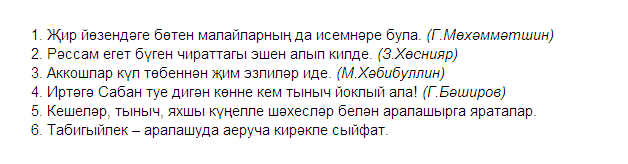 1. Җир йөзендәге бөтен малайларның да исемнәре була. (Г.Мөхәммәтшин)
2. Рәссам егет бүген чираттагы эшен алып килде. (З.Хөснияр)
3. Аккошлар күл төбеннән җим эзлиләр иде. (М.Хәбибуллин)
4. Иртәгә Сабан туе дигән көнне кем тыныч йоклый ала! (Г.Бәширов)
5. Кешеләр, тыныч, яхшы күңелле шәхесләр белән аралашырга яраталар.
6. Табигыйлек – аралашуда аеруча кирәкле сыйфат.